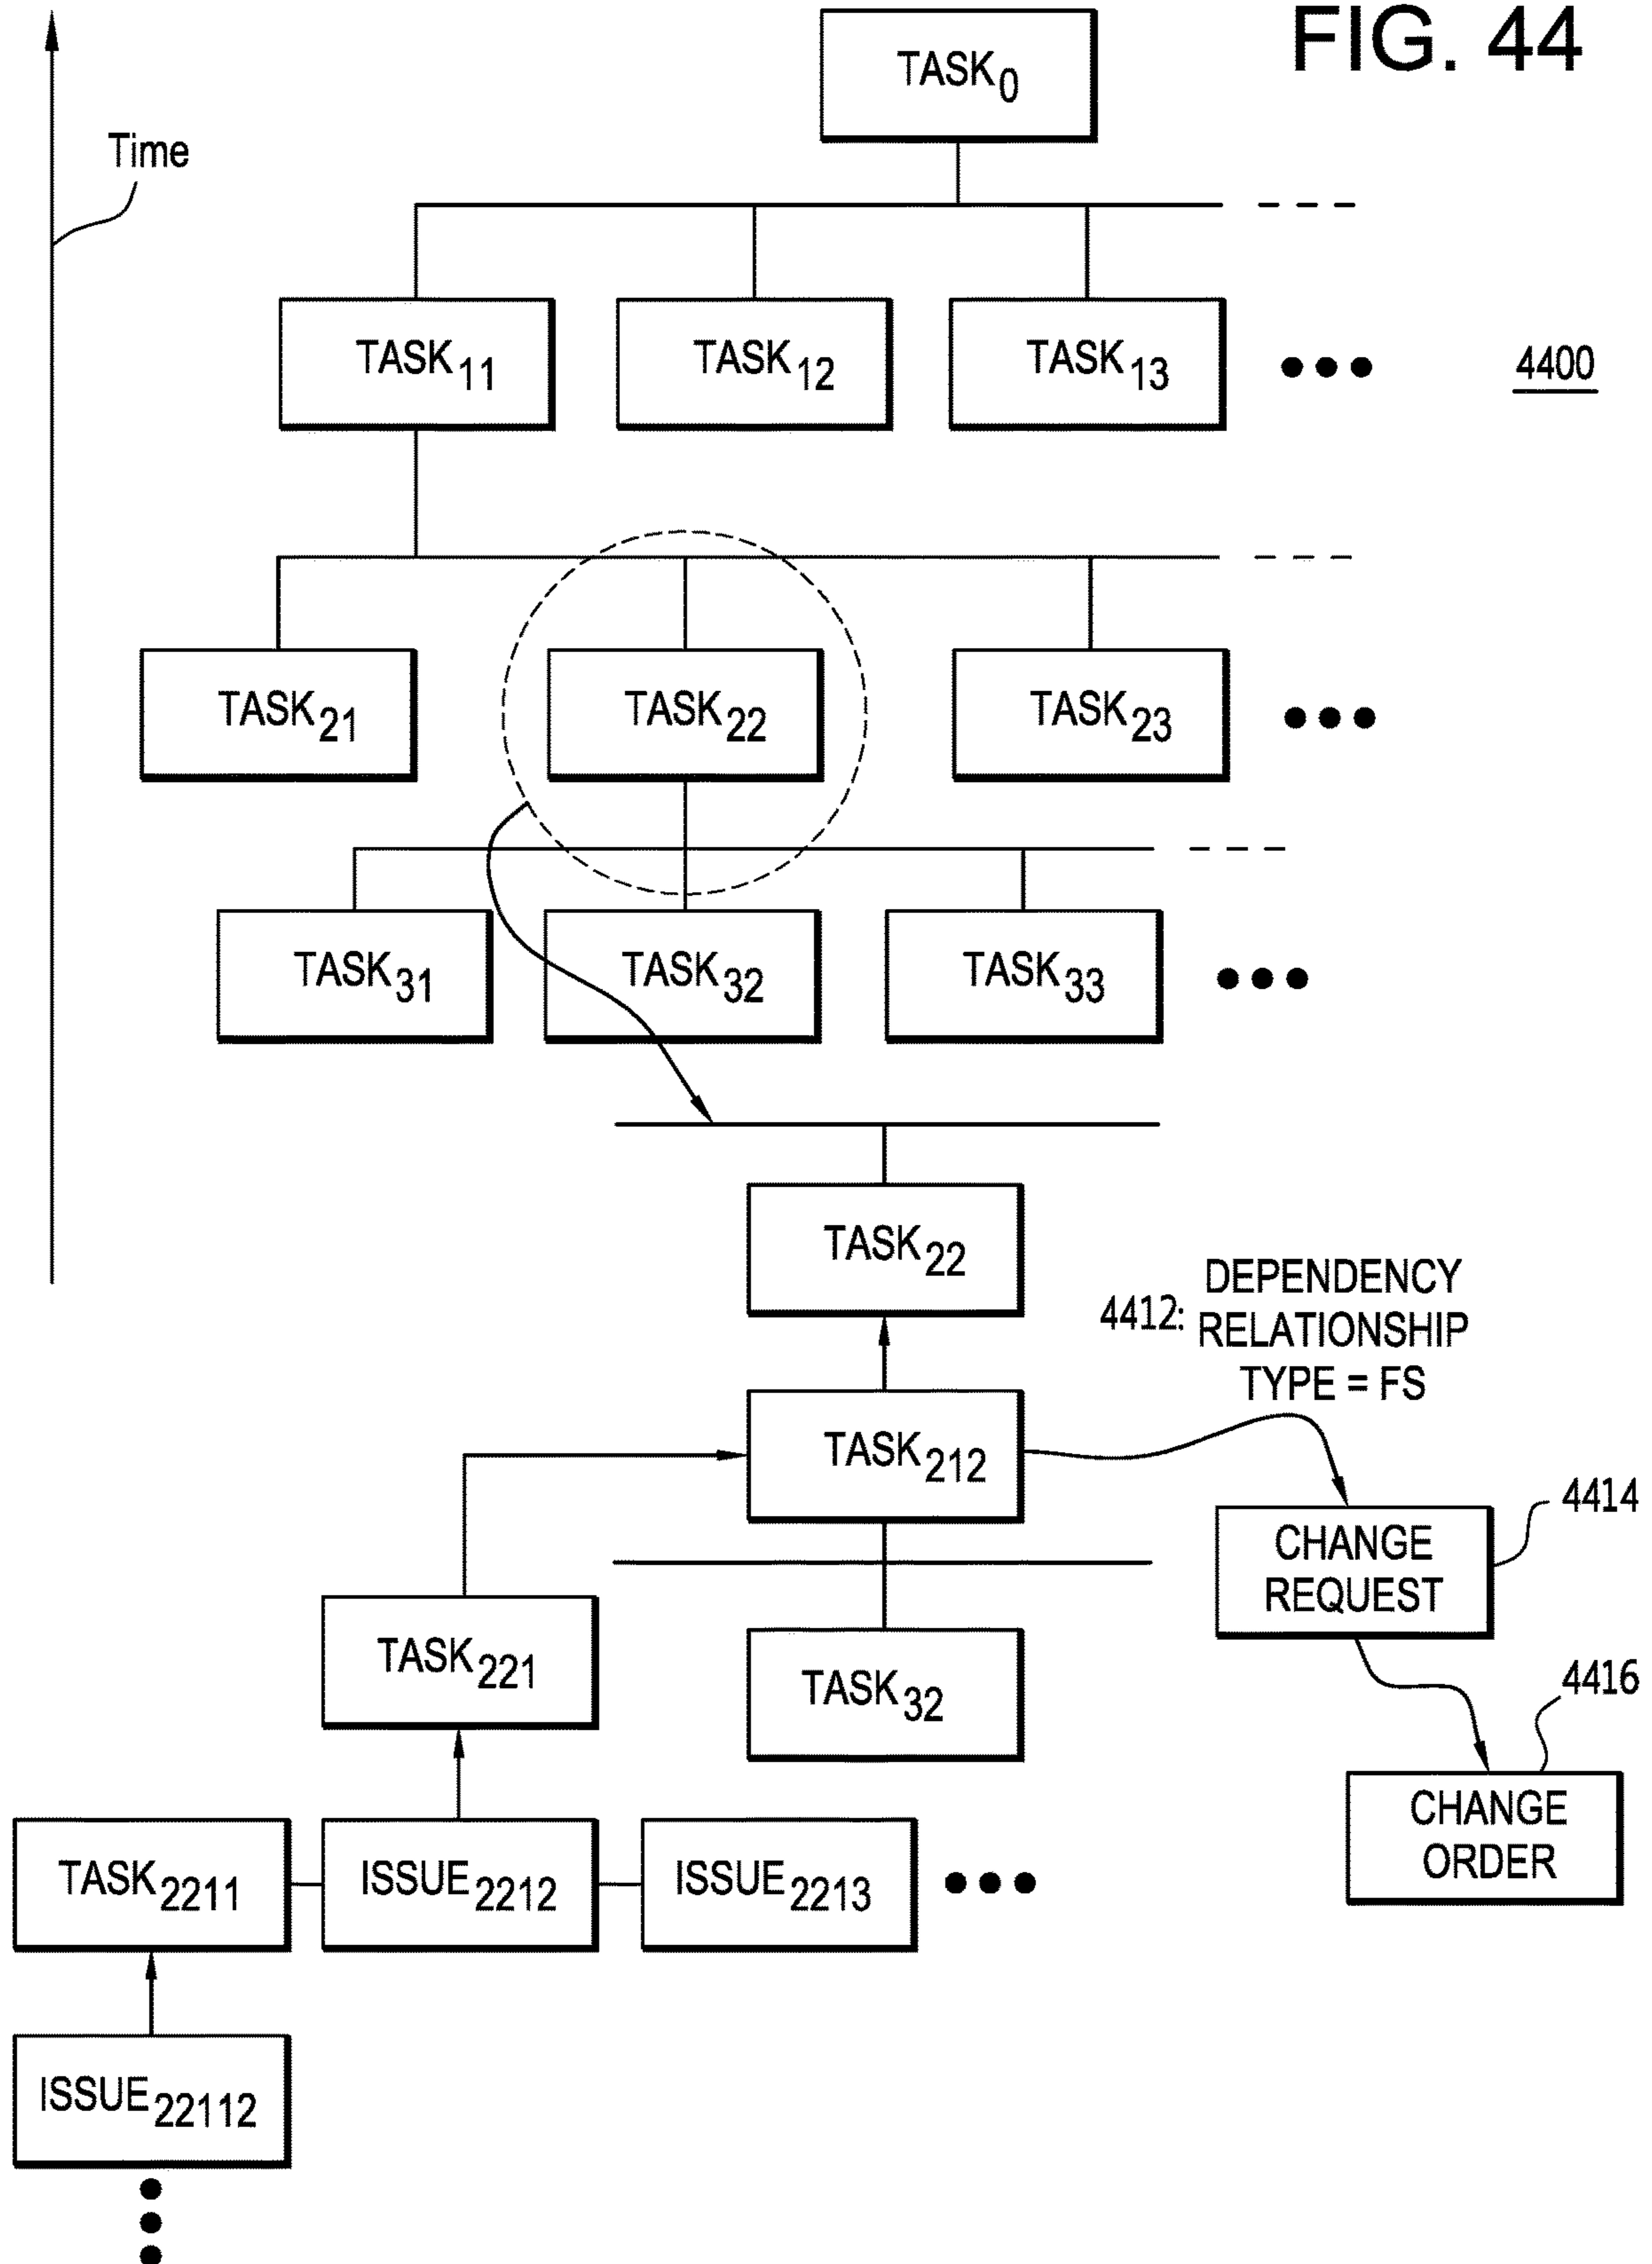 FIG. 44
TASK0
Time
TASK11
TASK12
TASK13
4400
TASK21
TASK22
TASK23
TASK31
TASK32
TASK33
TASK22
4412:
DEPENDENCY
RELATIONSHIP
TYPE = FS
TASK212
4414
CHANGE
REQUEST
TASK221
TASK32
4416
CHANGE
ORDER
TASK2211
ISSUE2212
ISSUE2213
ISSUE22112